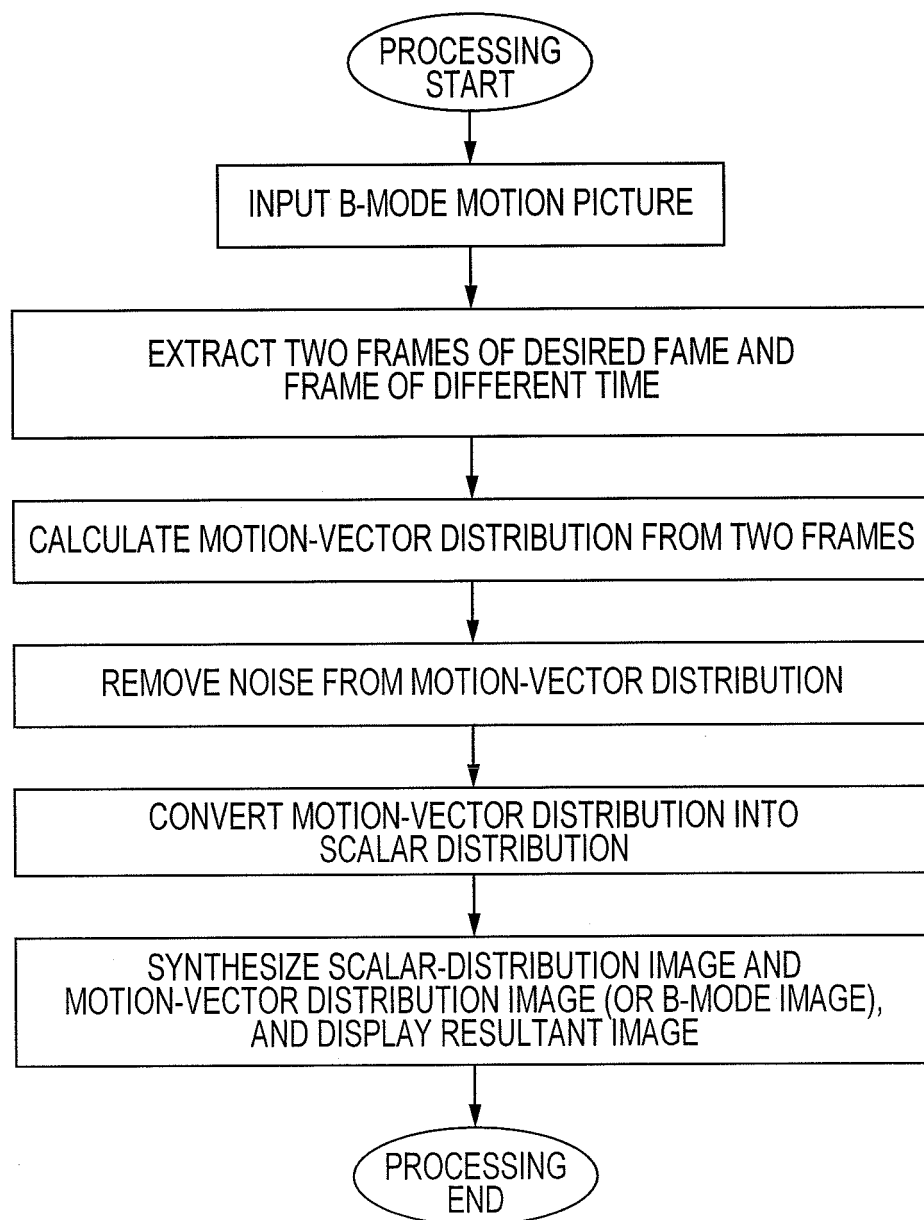 PROCESSING
START
INPUT B-MODE MOTION PICTURE
EXTRACT TWO FRAMES OF DESIRED FAME AND
FRAME OF DIFFERENT TIME
CALCULATE MOTION-VECTOR DISTRIBUTION FROM TWO FRAMES
REMOVE NOISE FROM MOTION-VECTOR DISTRIBUTION
CONVERT MOTION-VECTOR DISTRIBUTION INTO
SCALAR DISTRIBUTION
SYNTHESIZE SCALAR-DISTRIBUTION IMAGE AND
MOTION-VECTOR DISTRIBUTION IMAGE (OR B-MODE IMAGE),
AND DISPLAY RESULTANT IMAGE
PROCESSING
END